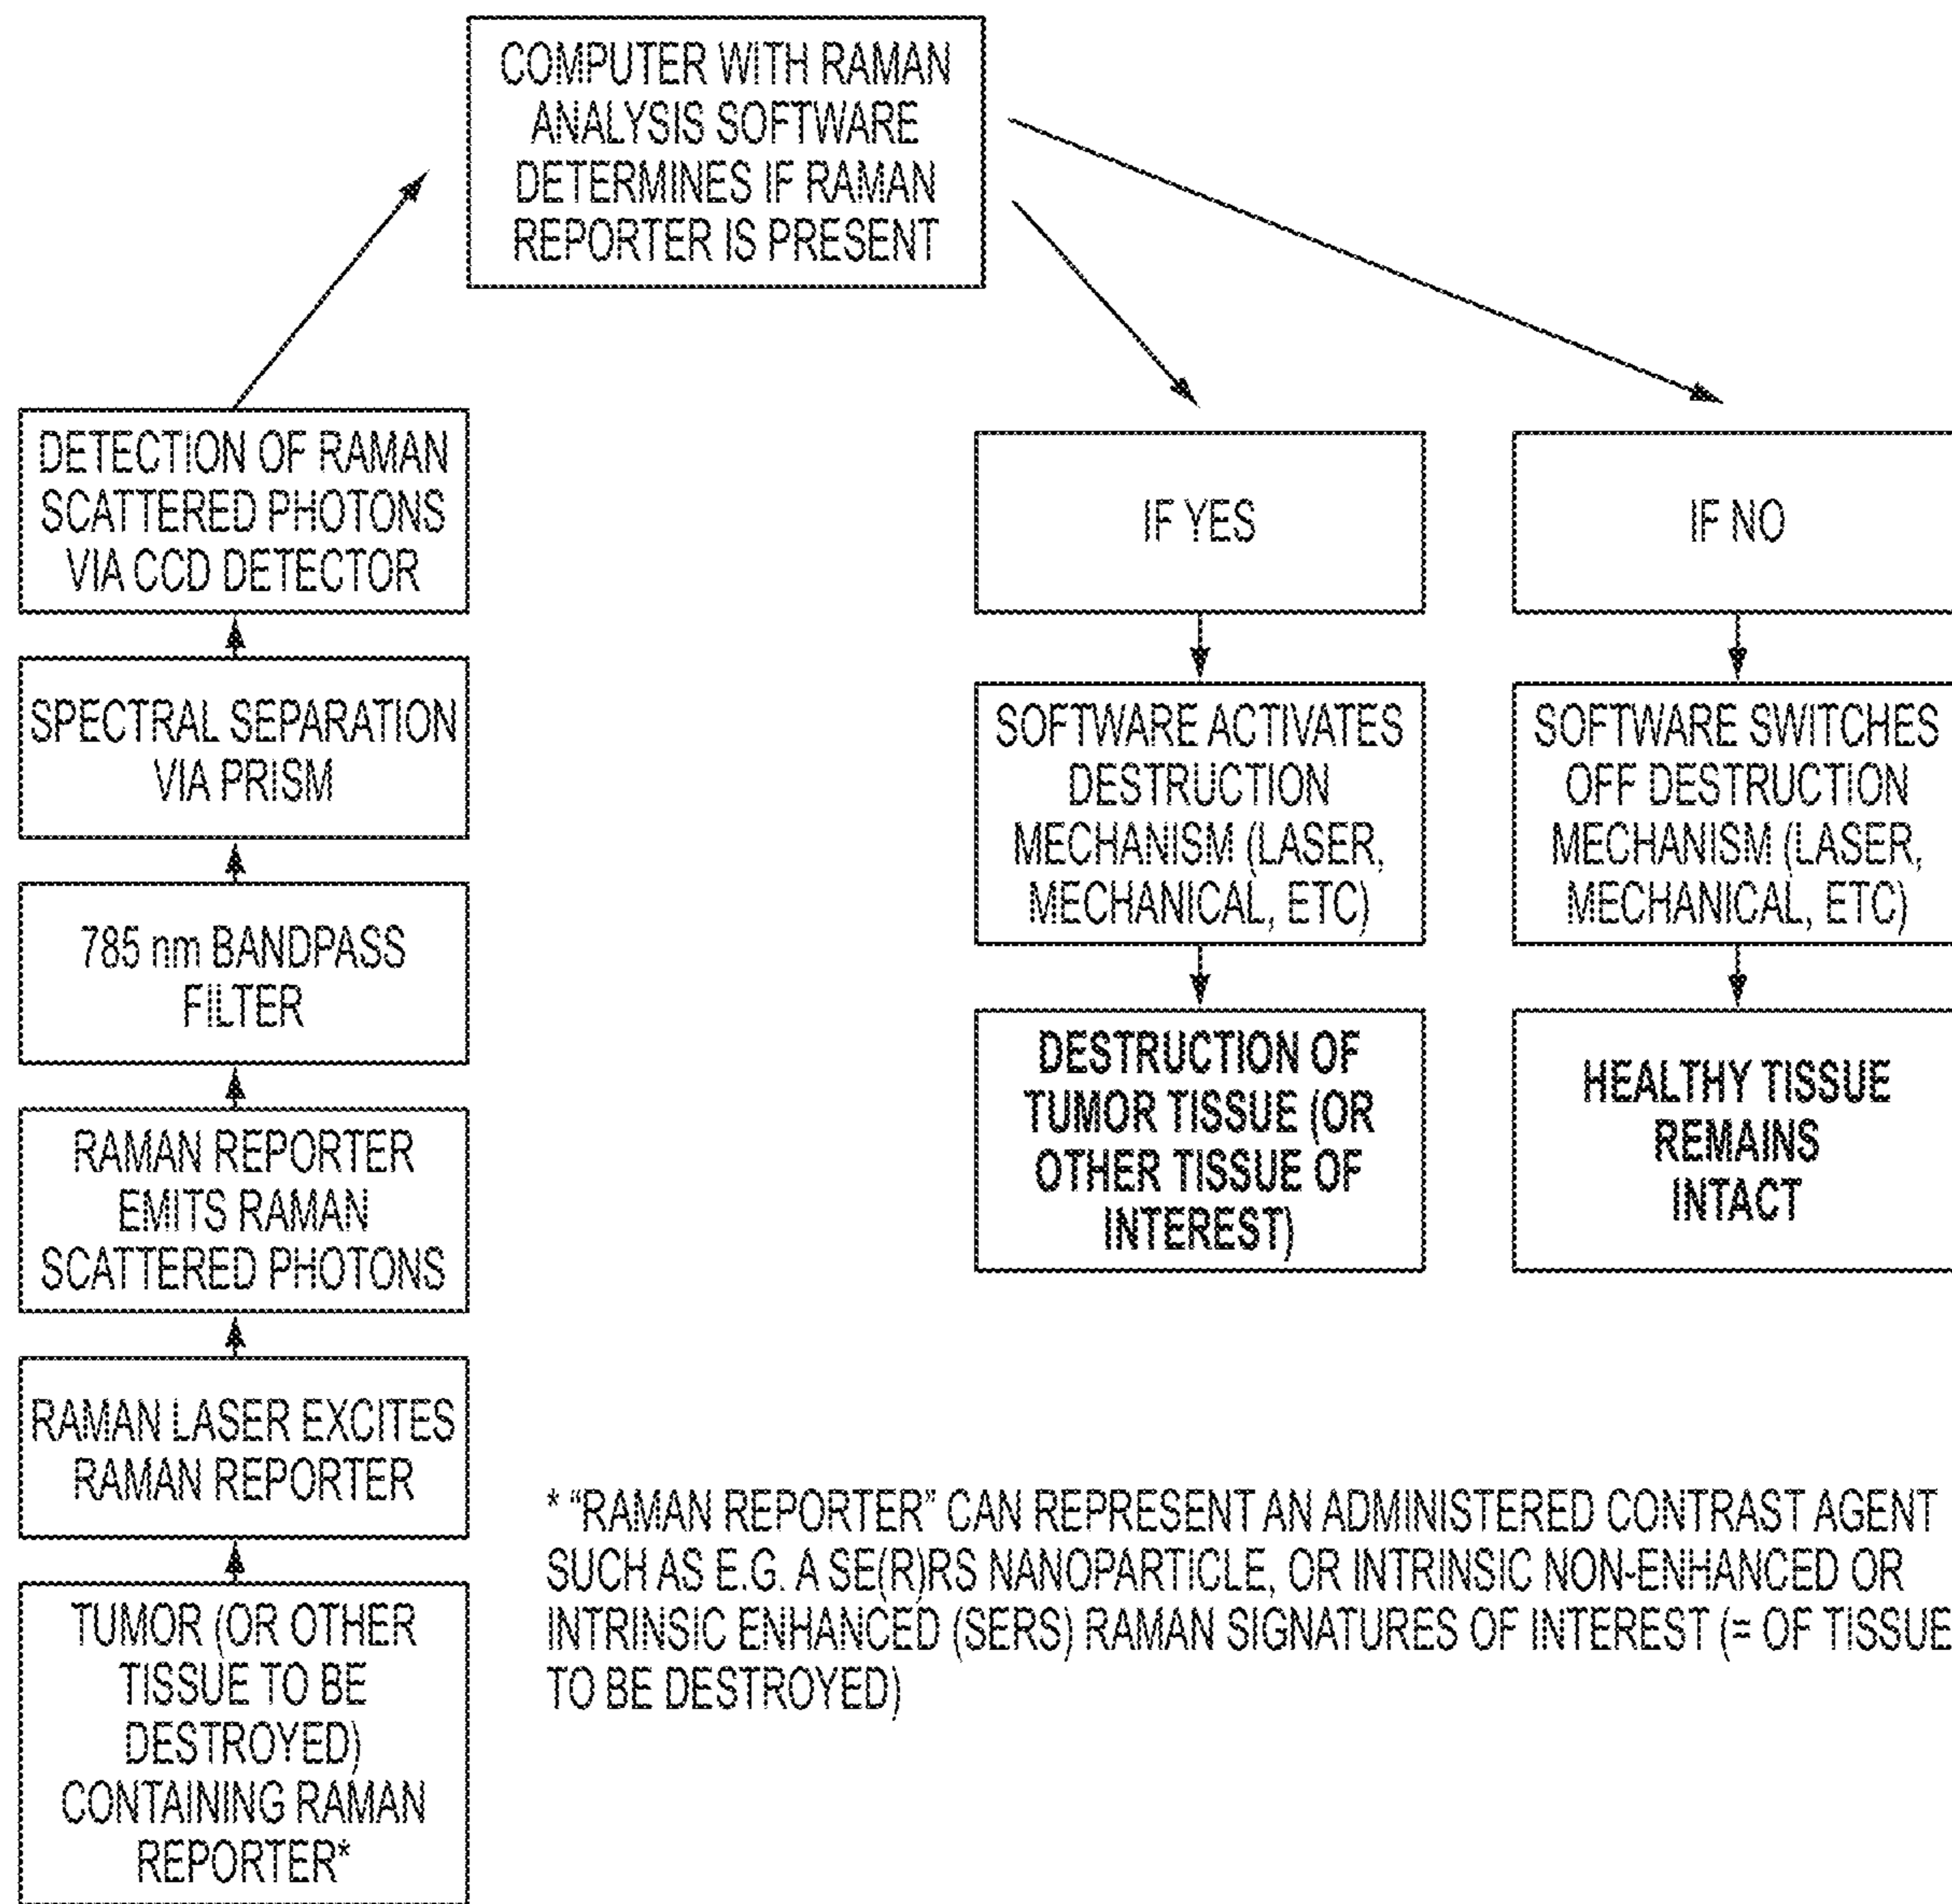 COMPUTER WITH RAMAN
ANALYSIS SOFTWARE
DETERMINES IF RAMAN
REPORTER IS PRESENT
DETECTION OF RAMAN
SCATTERED PHOTONS
VIA CCD DETECTOR
SPECTRAL SEPARATION
VIA PRISM
785 nm BANDPASS
FILTER
RAMAN REPORTER
EMITS RAMAN
SCATTERED PHOTONS
RAMAN LASER EXCITES
RAMAN REPORTER
TUMOR (OR OTHER
TISSUE TO BE
DESTROYED)
CONTAINING RAMAN
REPORTER*
IF YES
SOFTWARE ACTIVATES
DESTRUCTION
MECHANISM (LASER,
MECHANICAL, ETC)
DESTRUCTION OF
TUMOR TISSUE (OR
OTHER TISSUE OF
INTEREST)
IF NO
SOFTWARE SWITCHES
OFF DESTRUCTION
MECHANISM (LASER,
MECHANICAL, ETC)
HEALTHY TISSUE
REMAINS
INTACT
* “RAMAN REPORTER” CAN REPRESENT AN ADMINISTERED CONTRAST AGENT
SUCH AS E.G. A SE(R)RS NANOPARTICLE, OR INTRINSIC NON-ENHANCED OR
INTRINSIC ENHANCED (SERS) RAMAN SIGNATURES OF INTEREST (= OF TISSUE
TO BE DESTROYED)